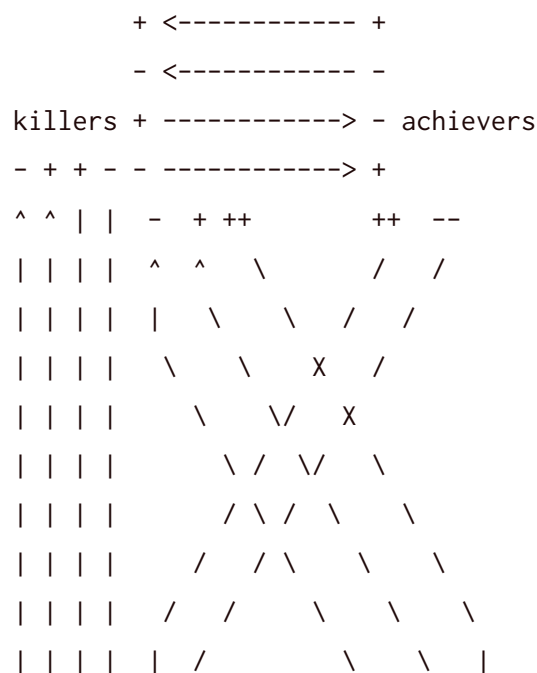 + <------------ +
- <------------ -
killers + ------------> - achievers
- + + - - ------------> +
^ ^ | | - + ++ ++ --
| | | | ^ ^ \ / /
| | | | | \ \ / /
| | | | \ \ X /
| | | | \ \/ X
| | | | \ / \/ \
| | | | / \ / \ \
| | | | / / \ \ \
| | | | / / \ \ \
| | | | | / \ \ |